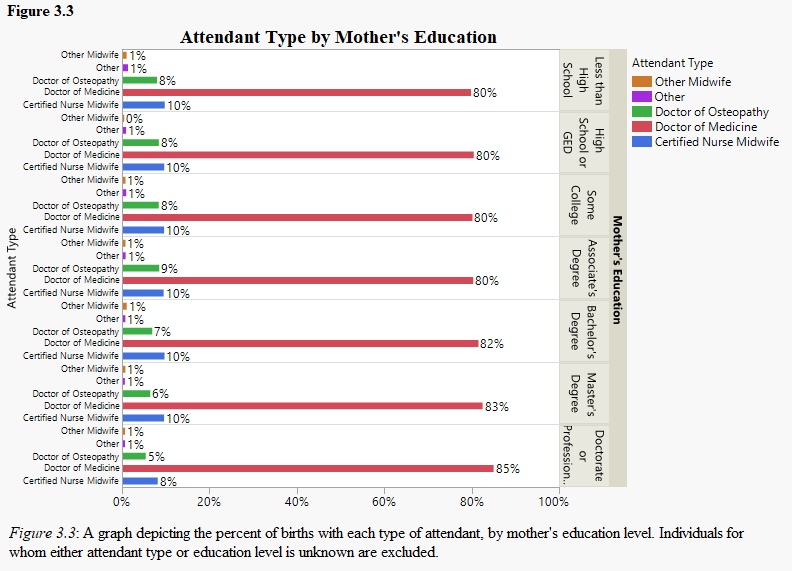 Figure 3.3
Attendant Type by Mother's Education
Attendant Type
Other Midwife 1%
Other 1%
Doctor of Osteopathy 8%
Doctor of Medicine 80%
Certified Nurse Midwife 10%
Less than High School
Other Midwife 0%
Other 1%
Doctor of Osteopathy 8%
Doctor of Medicine 80%
Certified Nurse Midwife 10%
High School or GED
Other Midwife 1%
Other 1%
Doctor of Osteopathy 8%
Doctor of Medicine 80%
Certified Nurse Midwife 10%
Some College
Other Midwife 1%
Other 1%
Doctor of Osteopathy 9%
Doctor of Medicine 80%
Certified Nurse Midwife 10%
Associate's Degree
Other Midwife 1%
Other 1%
Doctor of Osteopathy 7%
Doctor of Medicine 82%
Certified Nurse Midwife 10%
Bachelor's Degree
Other Midwife 1%
Other 1%
Doctor of Osteopathy 6%
Doctor of Medicine 83%
Certified Nurse Midwife 10%
Master's Degree
Other Midwife 1%
Other 1%
Doctor of Osteopathy 5%
Doctor of Medicine 85%
Certified Nurse Midwife 8%
Doctorate or Profession..
Mother's Education
0% 20% 40% 60% 80% 100%
Attendant Type
Other Midwife
Other
Doctor of Osteopathy
Doctor of Medicine
Certified Nurse Midwife
Figure 3.3: A graph depicting the percent of births with each type of attendant, by mother's education level. Individuals for
whom either attendant type or education level is unknown are excluded.